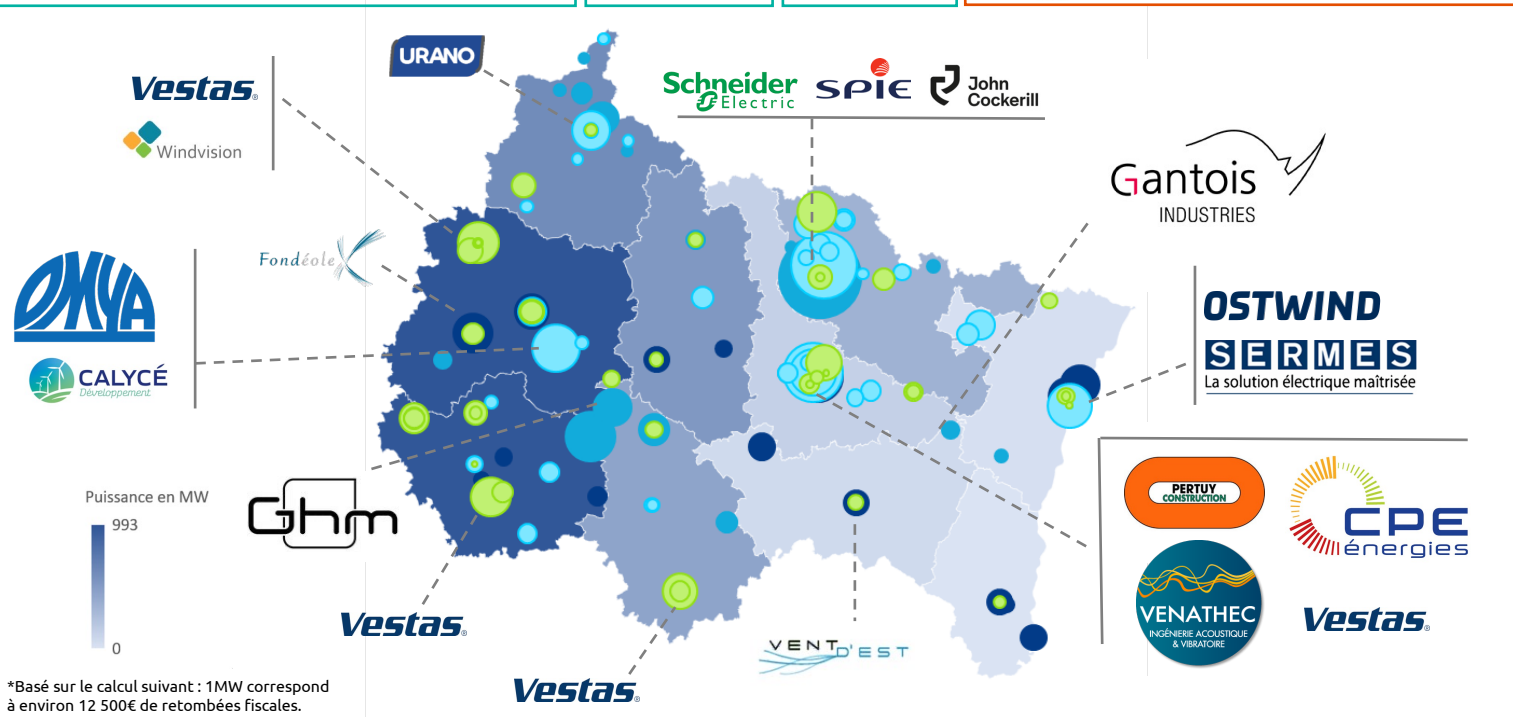 URANO
Vestas®
Windvision
Schneider
Electric
SPIE
John
Cockerill
Gantois
INDUSTRIES
Fondéole
OMYA
CALYCÉ
Développement
OSTWIND
SERMES
La solution électrique maîtrisée
Puissance en MW
993
0
Ghm
PERTUY
CONSTRUCTION
CPE
énergies
VENATHEC
INGÉNIERIE ACOUSTIQUE
& VIBRATOIRE
Vestas®
Vestas®
VENT
D'EST
Vestas®
*Basé sur le calcul suivant : 1MW correspond
à environ 12 500€ de retombées fiscales.